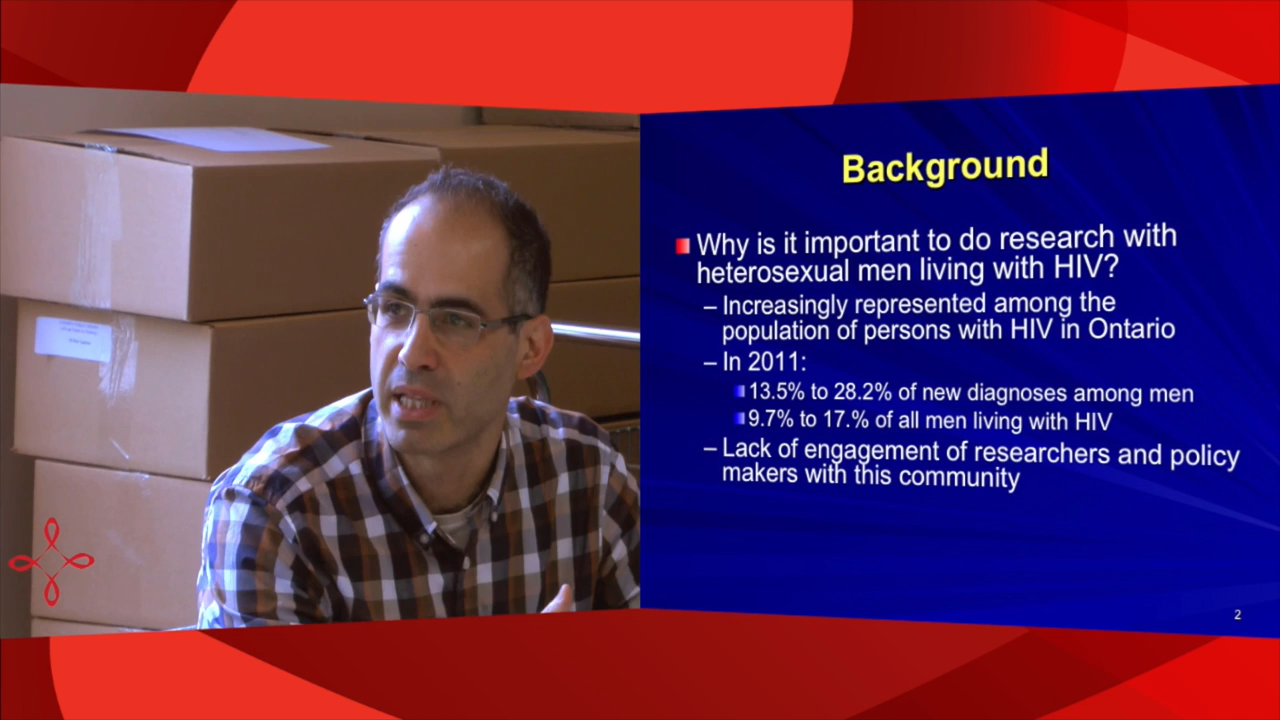 Background
Why is it important to do research with
heterosexual men living with HIV?
– Increasingly represented among the
population of persons with HIV in Ontario
– In 2011:
13.5% to 28.2% of new diagnoses among men
9.7% to 17.% of all men living with HIV
– Lack of engagement of researchers and policy
makers with this community
2